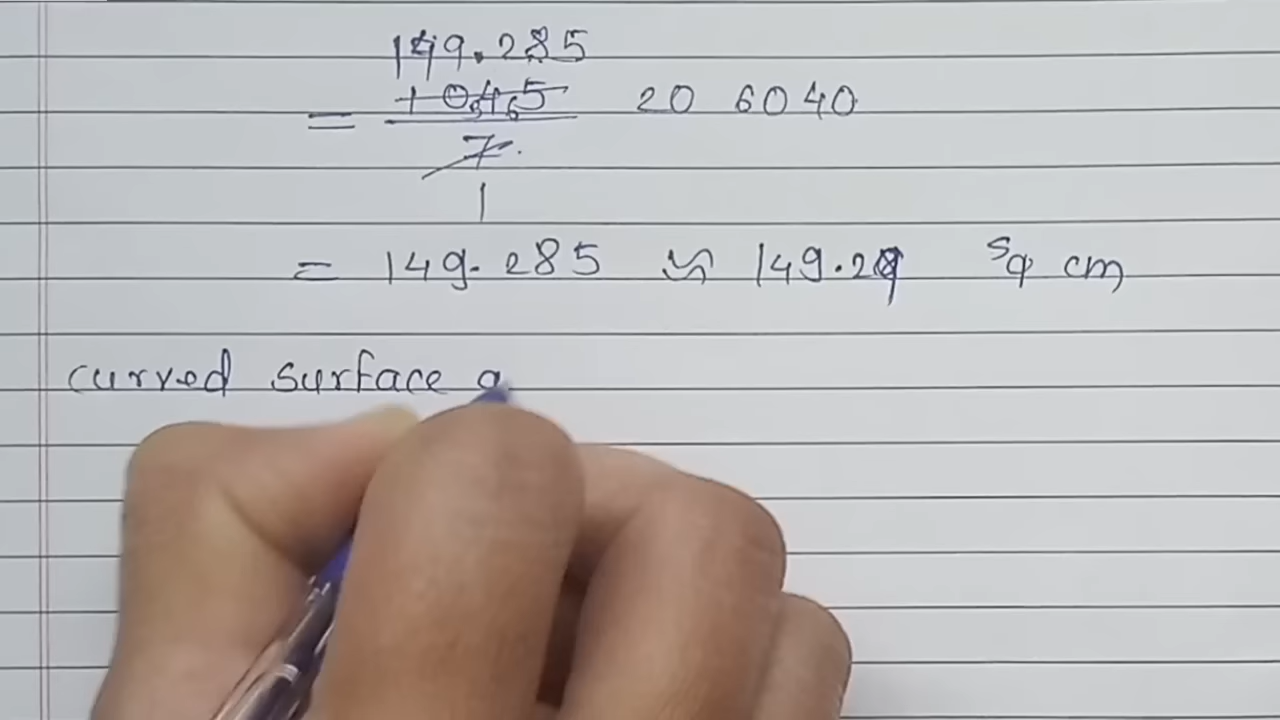 149.285
= 1045 20 6040
7
1
= 149.285 ≈ 149.29 sq cm
curved surface a